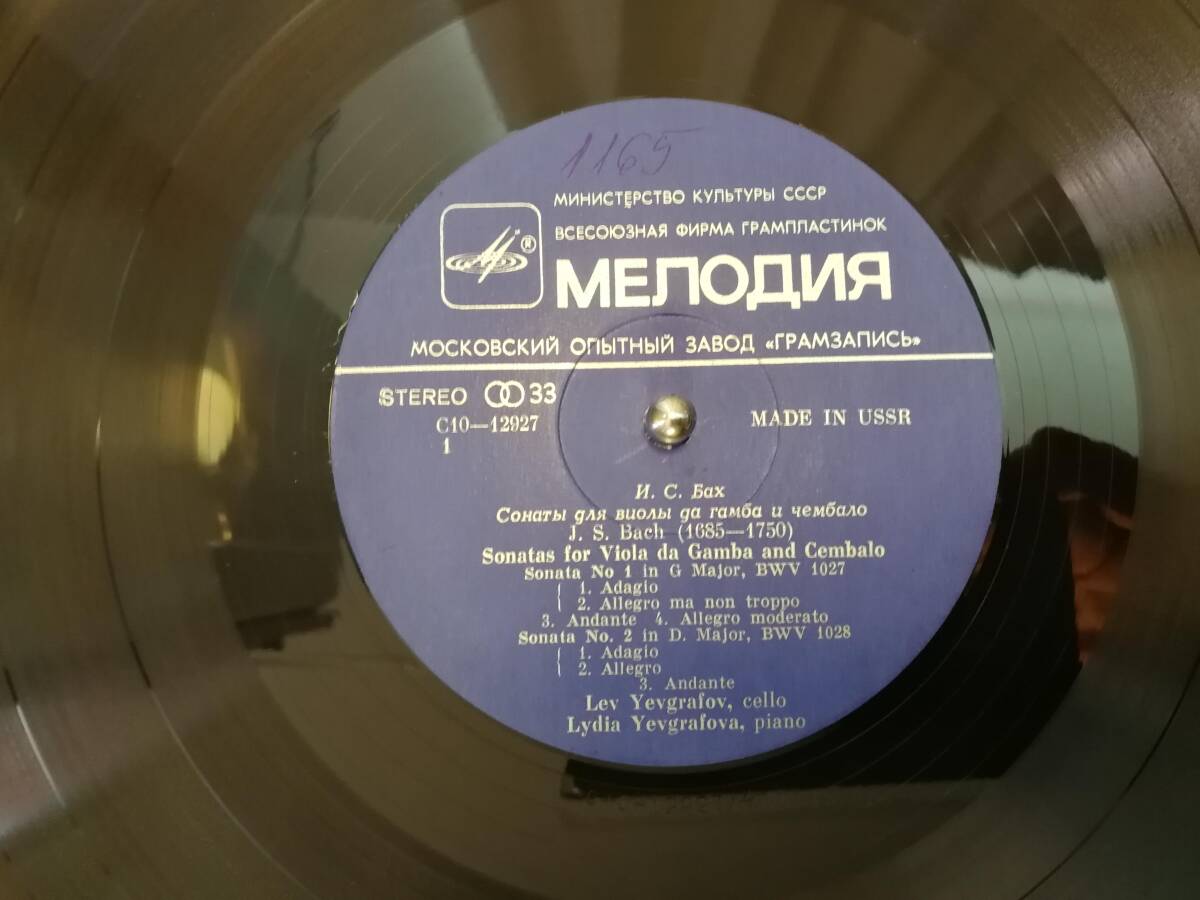 1165
МИНИСТЕРСТВО КУЛЬТУРЫ СССР
ВСЕСОЮЗНАЯ ФИРМА ГРАМПЛАСТИНОК
МЕЛОДИЯ
МОСКОВСКИЙ ОПЫТНЫЙ ЗАВОД «ГРАМЗАПИСЬ»
STEREO 33
С10—12927
1
MADE IN USSR
И. С. Бах
Сонаты для виолы да гамба и чембало
J. S. Bach (1685—1750)
Sonatas for Viola da Gamba and Cembalo
Sonata No 1 in G Major, BWV 1027
1. Adagio
2. Allegro ma non troppo
3. Andante 4. Allegro moderato
Sonata No. 2 in D. Major, BWV 1028
1. Adagio
2. Allegro
3. Andante
Lev Yevgrafov, cello
Lydia Yevgrafova, piano